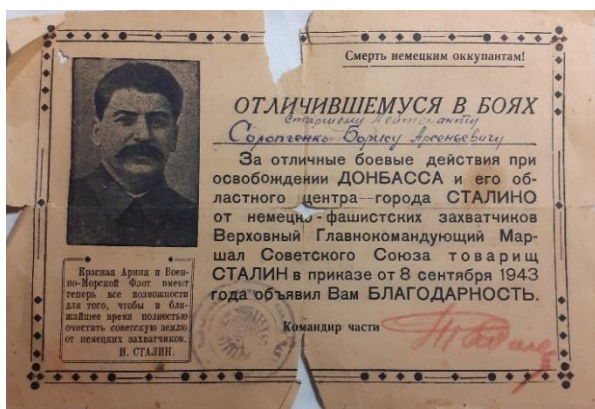 Смерть немецким оккупантам!
ОТЛИЧИВШЕМУСЯ В БОЯХ
старшему лейтенанту
Борису Арсеньевичу
За отличные боевые действия при
освобождении ДОНБАССА и его об-
ластного центра--города СТАЛИНО
от немецко-фашистских захватчиков
Верховный Главнокомандующий Мар-
шал Советского Союза товарищ
СТАЛИН в приказе от 8 сентября 1943
года объявил Вам БЛАГОДАРНОСТЬ.
Командир части
Красная Армия и Воен-
но-Морской Флот имеют
теперь все возможности
для того, чтобы в бли-
жайшее время полностью
очистить советскую землю
от немецких захватчиков.
И. СТАЛИН.